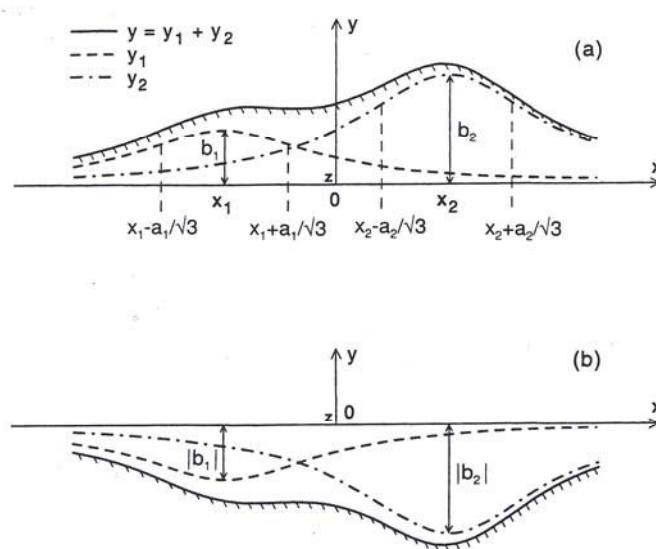 y = y₁ + y₂
y₁
y₂
y
(a)
b₁
b₂
z
x
x₁
0
x₂
x₁-a₁/√3
x₁+a₁/√3
x₂-a₂/√3
x₂+a₂/√3
y
(b)
z
0
x
|b₁|
|b₂|